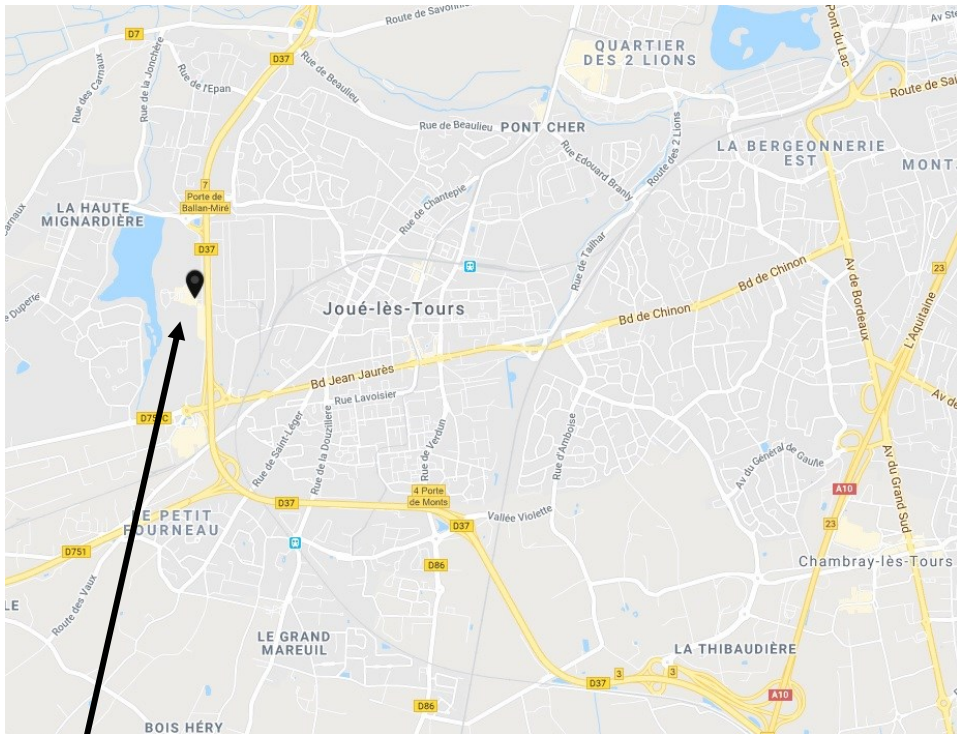 Route de Savonni
D7
D37
Av Ste
Pont du Lac
QUARTIER
DES 2 LIONS
Rue des Carnaux
Rue de la Jonchère
Rue de l'Epan
Rue de Beaulieu
Route de Sai
Rue de Beaulieu
PONT CHER
Rue Edouard Branly
Route des 2 Lions
LA BERGEONNERIE
EST
MONT
7
Porte de
Ballan-Miré
Rue de Chantepie
LA HAUTE
MIGNARDIÈRE
Carnaux
D37
Rue de Tailhar
Bd de Chinon
23
Av de Bordeaux
L'Aquitaine
e Duperré
Joué-lès-Tours
Bd de Chinon
Bd Jean Jaurès
Rue Lavoisier
Av de
Rue de Saint-Léger
Rue de la Douzillere
Rue de Verdun
Rue d'Amboise
Av du Général de Gaulle
Av du Grand Sud
4 Porte
de Monts
A10
D37
LE PETIT
FOURNEAU
Vallée Violette
D37
23
D751
D86
Chambray-lès-Tours
LE
Route des Vaux
LE GRAND
MAREUIL
LA THIBAUDIÈRE
3
3
D37
A10
D86
BOIS HÉRY